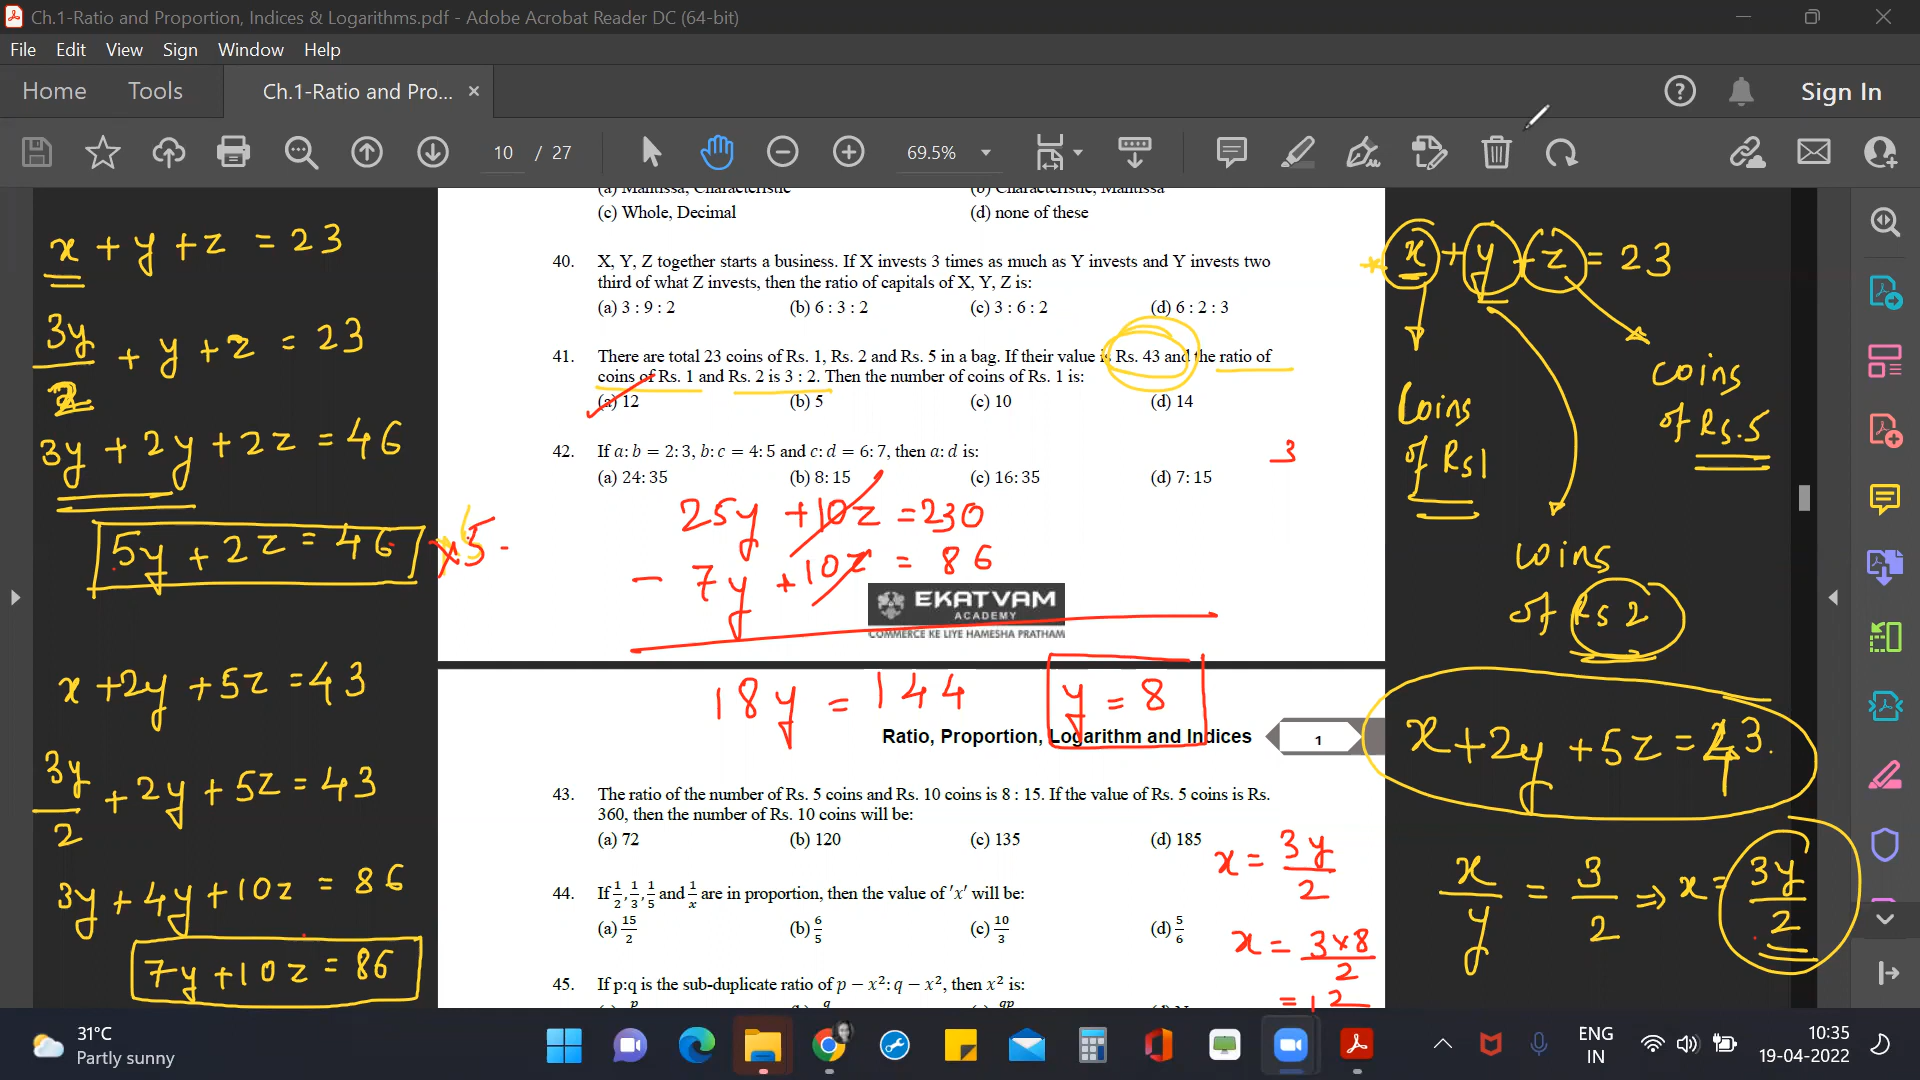 Ch.1-Ratio and Proportion, Indices & Logarithms.pdf - Adobe Acrobat Reader DC (64-bit)
File Edit View Sign Window Help
Home Tools Ch.1-Ratio and Pro... × Sign In
10 / 27 69.5%
(a) Mantissa, Characteristic (b) Characteristic, Mantissa
(c) Whole, Decimal (d) none of these
40. X, Y, Z together starts a business. If X invests 3 times as much as Y invests and Y invests two
third of what Z invests, then the ratio of capitals of X, Y, Z is:
(a) 3 : 9 : 2 (b) 6 : 3 : 2 (c) 3 : 6 : 2 (d) 6 : 2 : 3
41. There are total 23 coins of Rs. 1, Rs. 2 and Rs. 5 in a bag. If their value is Rs. 43 and the ratio of
coins of Rs. 1 and Rs. 2 is 3 : 2. Then the number of coins of Rs. 1 is:
(a) 12 (b) 5 (c) 10 (d) 14
42. If a: b = 2: 3, b: c = 4: 5 and c: d = 6: 7, then a: d is:
(a) 24: 35 (b) 8: 15 (c) 16: 35 (d) 7: 15
3
25y + 10z = 230
- 7y + 10z = 86
EKATVAM
ACADEMY
COMMERCE KE LIYE HAMESHA PRATHAM
18y = 144 y = 8
Ratio, Proportion, Logarithm and Indices 1
43. The ratio of the number of Rs. 5 coins and Rs. 10 coins is 8 : 15. If the value of Rs. 5 coins is Rs.
360, then the number of Rs. 10 coins will be:
(a) 72 (b) 120 (c) 135 (d) 185
44. If 1/2, 1/3, 1/5 and 1/x are in proportion, then the value of 'x' will be:
(a) 15/2 (b) 6/5 (c) 10/3 (d) 5/6
45. If p:q is the sub-duplicate ratio of p − x²: q − x², then x² is:
x + y + z = 23
3y/2 + y + z = 23
3y + 2y + 2z = 46
5y + 2z = 46 ×5
x + 2y + 5z = 43
3y/2 + 2y + 5z = 43
3y + 4y + 10z = 86
7y + 10z = 86
* x + y + z = 23
Coins of Rs 1
coins of Rs 2
coins of Rs. 5
x + 2y + 5z = 43.
x/y = 3/2 ⇒ x = 3y/2
x = 3y/2
x = 3×8/2
= 12
31°C
Partly sunny
ENG
IN
10:35
19-04-2022